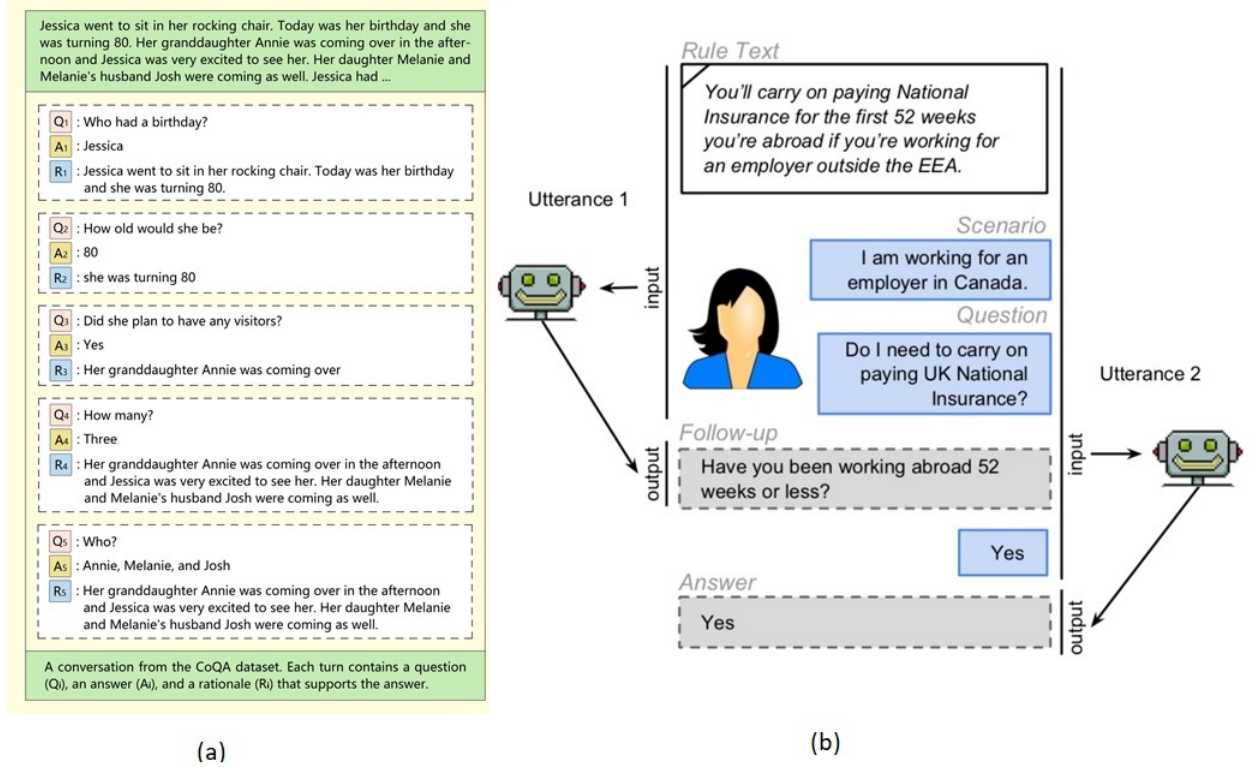 Jessica went to sit in her rocking chair. Today was her birthday and she
was turning 80. Her granddaughter Annie was coming over in the after-
noon and Jessica was very excited to see her. Her daughter Melanie and
Melanie's husband Josh were coming as well. Jessica had ...
Q1 : Who had a birthday?
A1 : Jessica
R1 : Jessica went to sit in her rocking chair. Today was her birthday
and she was turning 80.
Q2 : How old would she be?
A2 : 80
R2 : she was turning 80
Q3 : Did she plan to have any visitors?
A3 : Yes
R3 : Her granddaughter Annie was coming over
Q4 : How many?
A4 : Three
R4 : Her granddaughter Annie was coming over in the afternoon
and Jessica was very excited to see her. Her daughter Melanie
and Melanie's husband Josh were coming as well.
Q5 : Who?
A5 : Annie, Melanie, and Josh
R5 : Her granddaughter Annie was coming over in the afternoon
and Jessica was very excited to see her. Her daughter Melanie
and Melanie's husband Josh were coming as well.
A conversation from the CoQA dataset. Each turn contains a question
(Qi), an answer (Ai), and a rationale (Ri) that supports the answer.
(a)
Rule Text
You'll carry on paying National
Insurance for the first 52 weeks
you're abroad if you're working for
an employer outside the EEA.
Utterance 1
input
Scenario
I am working for an
employer in Canada.
Question
Do I need to carry on
paying UK National
Insurance?
Utterance 2
Follow-up
output
Have you been working abroad 52
weeks or less?
input
Yes
Answer
Yes
output
(b)